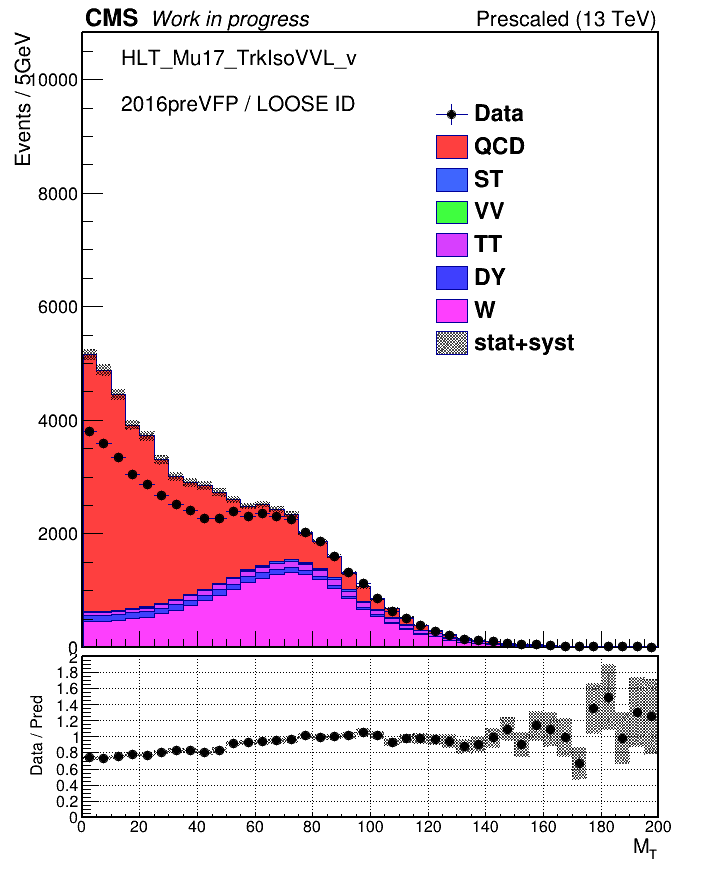 CMS Work in progress Prescaled (13 TeV)
Events / 5GeV
HLT_Mu17_TrkIsoVVL_v
2016preVFP / LOOSE ID
Data
QCD
ST
VV
TT
DY
W
stat+syst
10000
8000
6000
4000
2000
0
Data / Pred
2
1.8
1.6
1.4
1.2
1
0.8
0.6
0.4
0.2
0
0 20 40 60 80 100 120 140 160 180 200
M_T